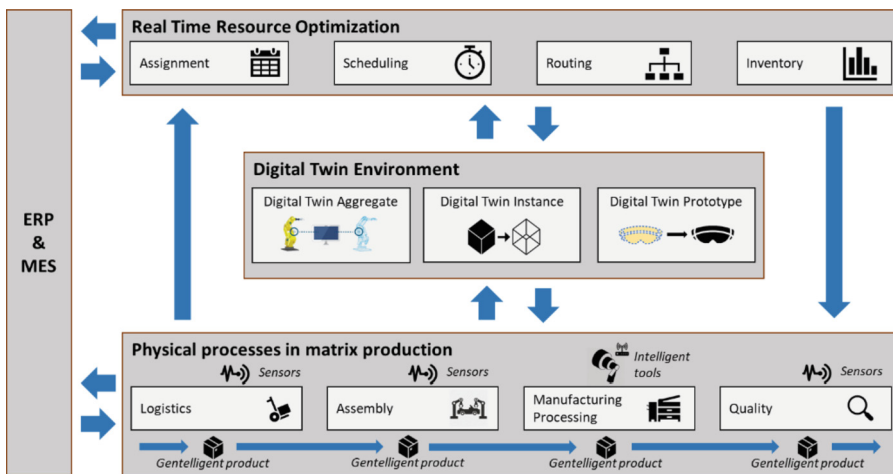 Real Time Resource Optimization
Assignment
Scheduling
Routing
Inventory
ERP
&
MES
Digital Twin Environment
Digital Twin Aggregate
Digital Twin Instance
Digital Twin Prototype
Physical processes in matrix production
Sensors
Sensors
Intelligent
tools
Sensors
Logistics
Assembly
Manufacturing
Processing
Quality
Gentelligent product
Gentelligent product
Gentelligent product
Gentelligent product